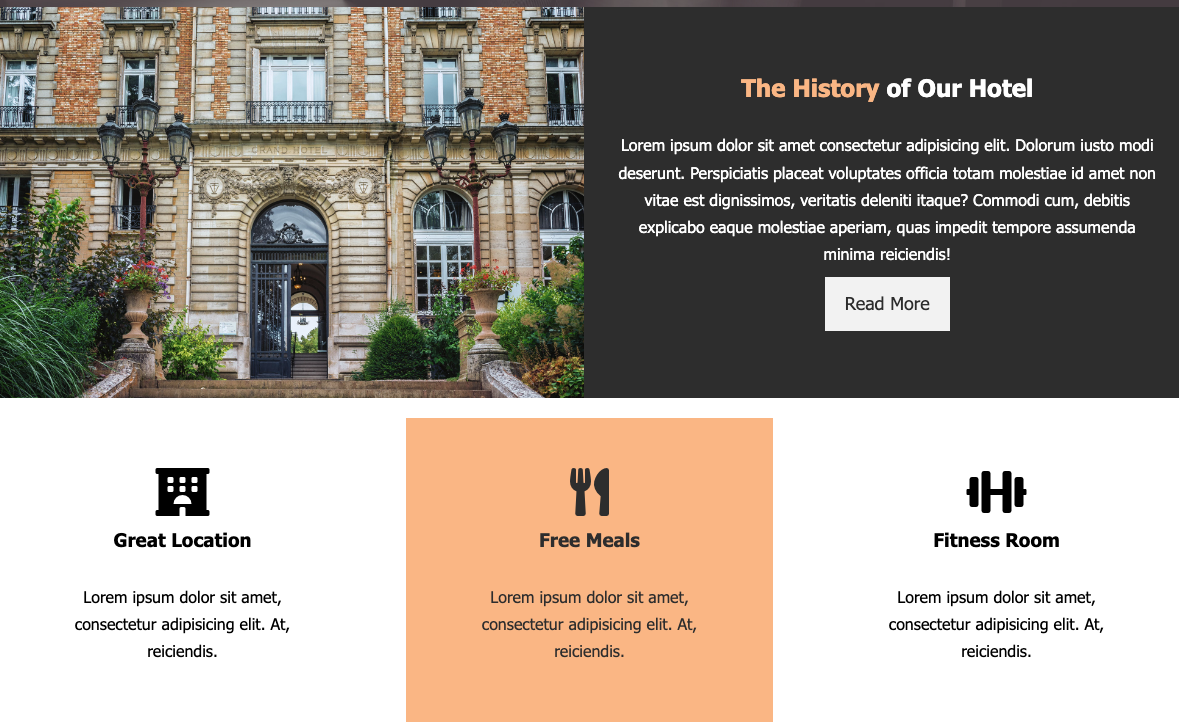 GRAND HOTEL
The History of Our Hotel
Lorem ipsum dolor sit amet consectetur adipisicing elit. Dolorum iusto modi
deserunt. Perspiciatis placeat voluptates officia totam molestiae id amet non
vitae est dignissimos, veritatis deleniti itaque? Commodi cum, debitis
explicabo eaque molestiae aperiam, quas impedit tempore assumenda
minima reiciendis!
Read More
Great Location
Lorem ipsum dolor sit amet,
consectetur adipisicing elit. At,
reiciendis.
Free Meals
Lorem ipsum dolor sit amet,
consectetur adipisicing elit. At,
reiciendis.
Fitness Room
Lorem ipsum dolor sit amet,
consectetur adipisicing elit. At,
reiciendis.